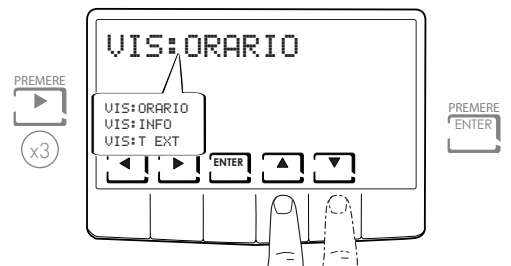 VIS:ORARIO
PREMERE
(x3)
VIS:ORARIO
VIS:INFO
VIS:T EXT
ENTER
PREMERE
ENTER